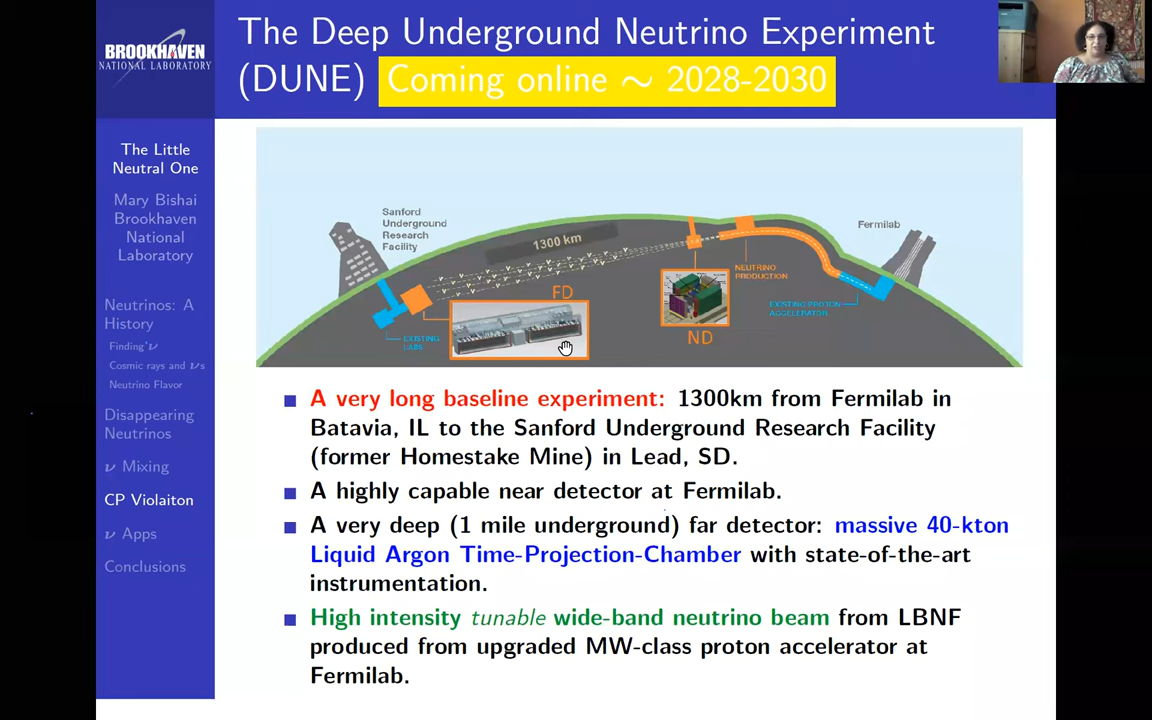 The Deep Underground Neutrino Experiment
(DUNE) Coming online ∼ 2028-2030
BROOKHAVEN
NATIONAL LABORATORY
The Little
Neutral One
Mary Bishai
Brookhaven
National
Laboratory
Neutrinos: A
History
Finding ν
Cosmic rays and νs
Neutrino Flavor
Disappearing
Neutrinos
ν Mixing
CP Violaiton
ν Apps
Conclusions
Sanford
Underground
Research
Facility
1300 km
Fermilab
NEUTRINO
PRODUCTION
EXISTING PROTON
ACCELERATOR
FD
ND
EXISTING
LABS
A very long baseline experiment: 1300km from Fermilab in
Batavia, IL to the Sanford Underground Research Facility
(former Homestake Mine) in Lead, SD.
A highly capable near detector at Fermilab.
A very deep (1 mile underground) far detector: massive 40-kton
Liquid Argon Time-Projection-Chamber with state-of-the-art
instrumentation.
High intensity tunable wide-band neutrino beam from LBNF
produced from upgraded MW-class proton accelerator at
Fermilab.